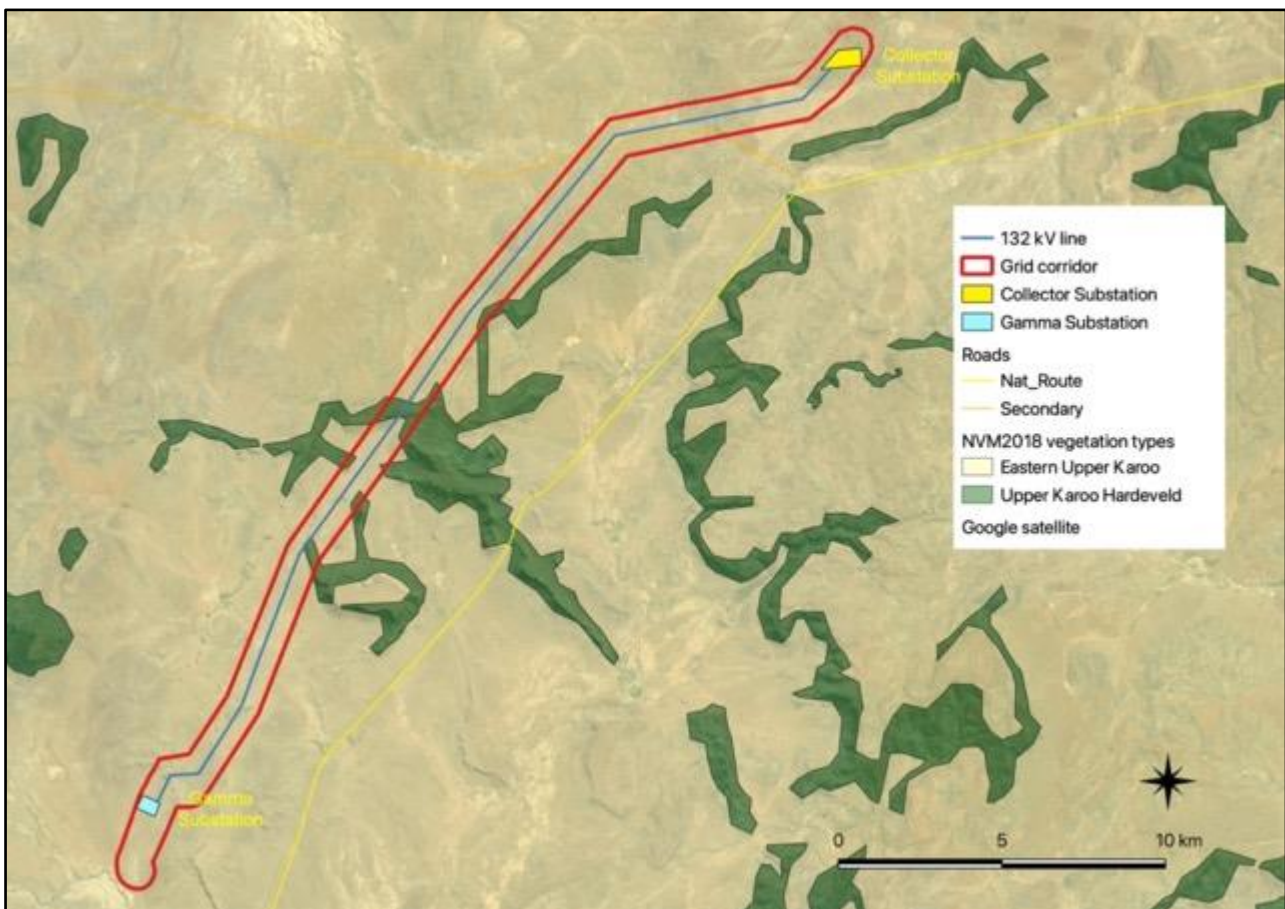 Collector
Substation
132 kV line
Grid corridor
Collector Substation
Gamma Substation
Roads
Nat_Route
Secondary
NVM2018 vegetation types
Eastern Upper Karoo
Upper Karoo Hardeveld
Google satellite
Gamma
Substation
0 5 10 km